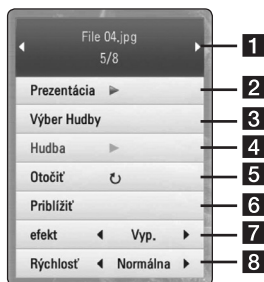 File 04.jpg 1
5/8
Prezentácia 2
Výber Hudby 3
Hudba 4
Otočiť 5
Priblížiť 6
efekt Vyp. 7
Rýchlosť Normálna 8